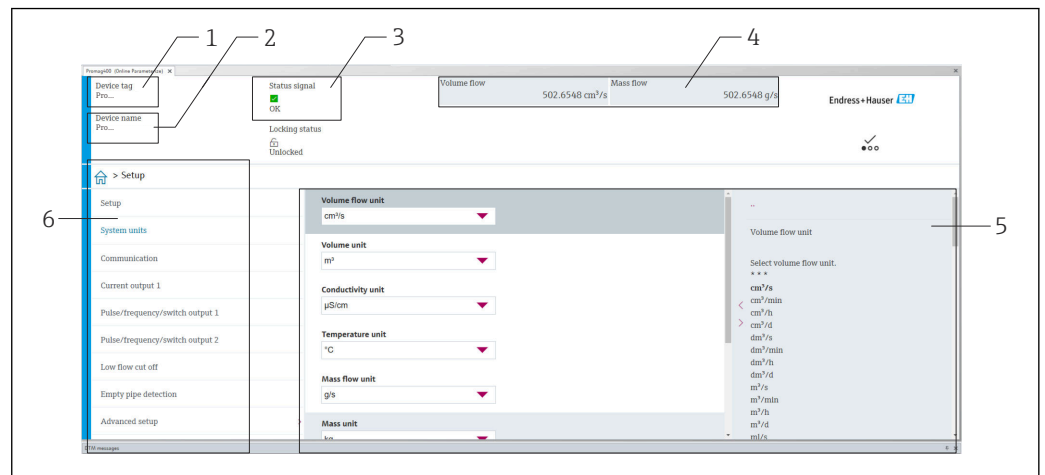 1
2
3
4
Promag400 (Online Parameterize) x
Device tag
Pro...
Status signal
OK
Volume flow
502.6548 cm³/s
Mass flow
502.6548 g/s
Endress+Hauser EH
Device name
Pro...
Locking status
Unlocked
> Setup
6
5
Setup
System units
Communication
Current output 1
Pulse/frequency/switch output 1
Pulse/frequency/switch output 2
Low flow cut off
Empty pipe detection
Advanced setup
Volume flow unit
cm³/s
Volume unit
m³
Conductivity unit
µS/cm
Temperature unit
°C
Mass flow unit
g/s
Mass unit
kg
..
Volume flow unit
Select volume flow unit.
* * *
cm³/s
cm³/min
cm³/h
cm³/d
dm³/s
dm³/min
dm³/h
dm³/d
m³/s
m³/min
m³/h
m³/d
ml/s
DTM messages